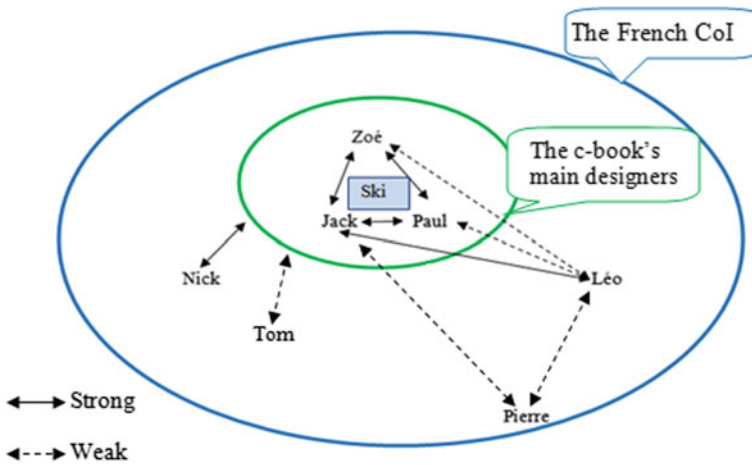 The French CoI
Zoé
The c-book's
main designers
Ski
Jack
Paul
Nick
Léo
Tom
Pierre
Strong
Weak